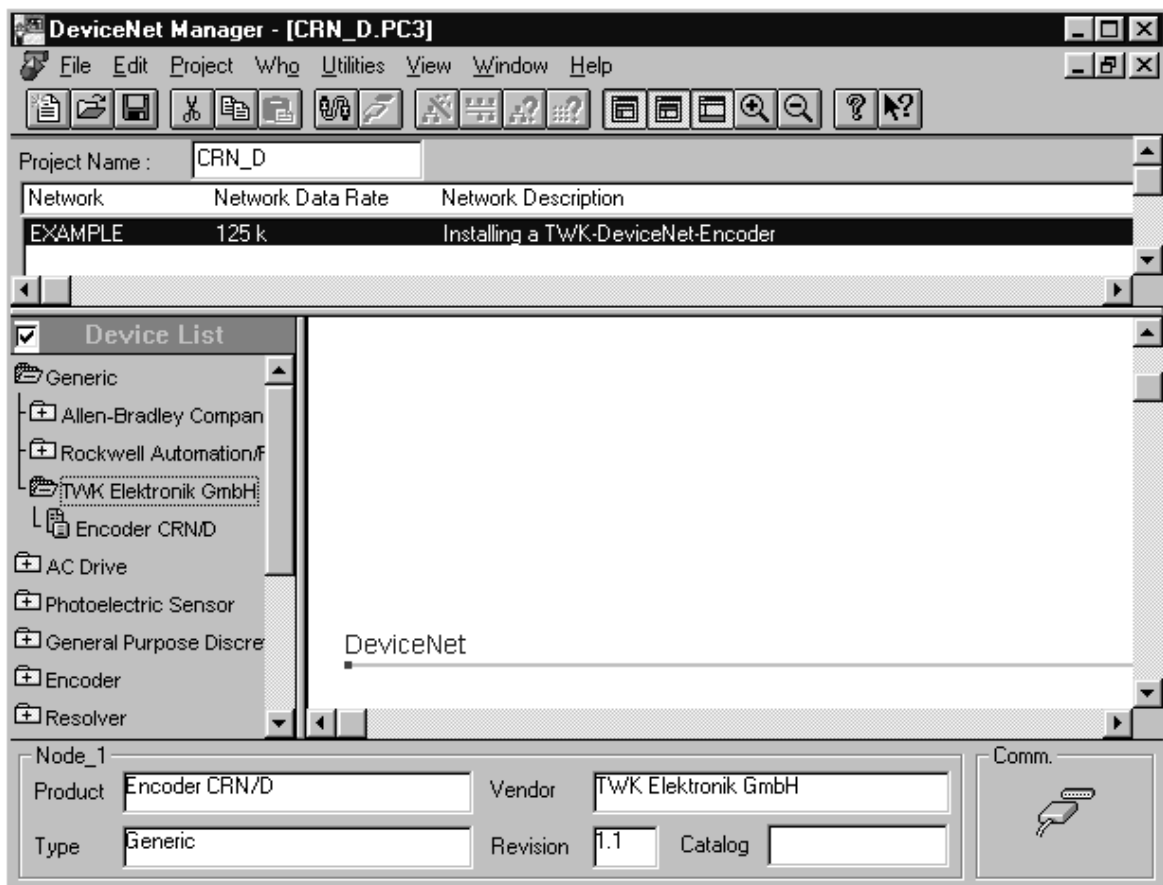 DeviceNet Manager - [CRN_D.PC3]
File Edit Project Who Utilities View Window Help
Project Name : CRN_D
Network Network Data Rate Network Description
EXAMPLE 125 k Installing a TWK-DeviceNet-Encoder
Device List
Generic
Allen-Bradley Compan
Rockwell Automation/F
TWK Elektronik GmbH
Encoder CRN/D
AC Drive
Photoelectric Sensor
General Purpose Discre
Encoder
Resolver
DeviceNet
Node_1
Product Encoder CRN/D Vendor TWK Elektronik GmbH
Type Generic Revision 1.1 Catalog
Comm.